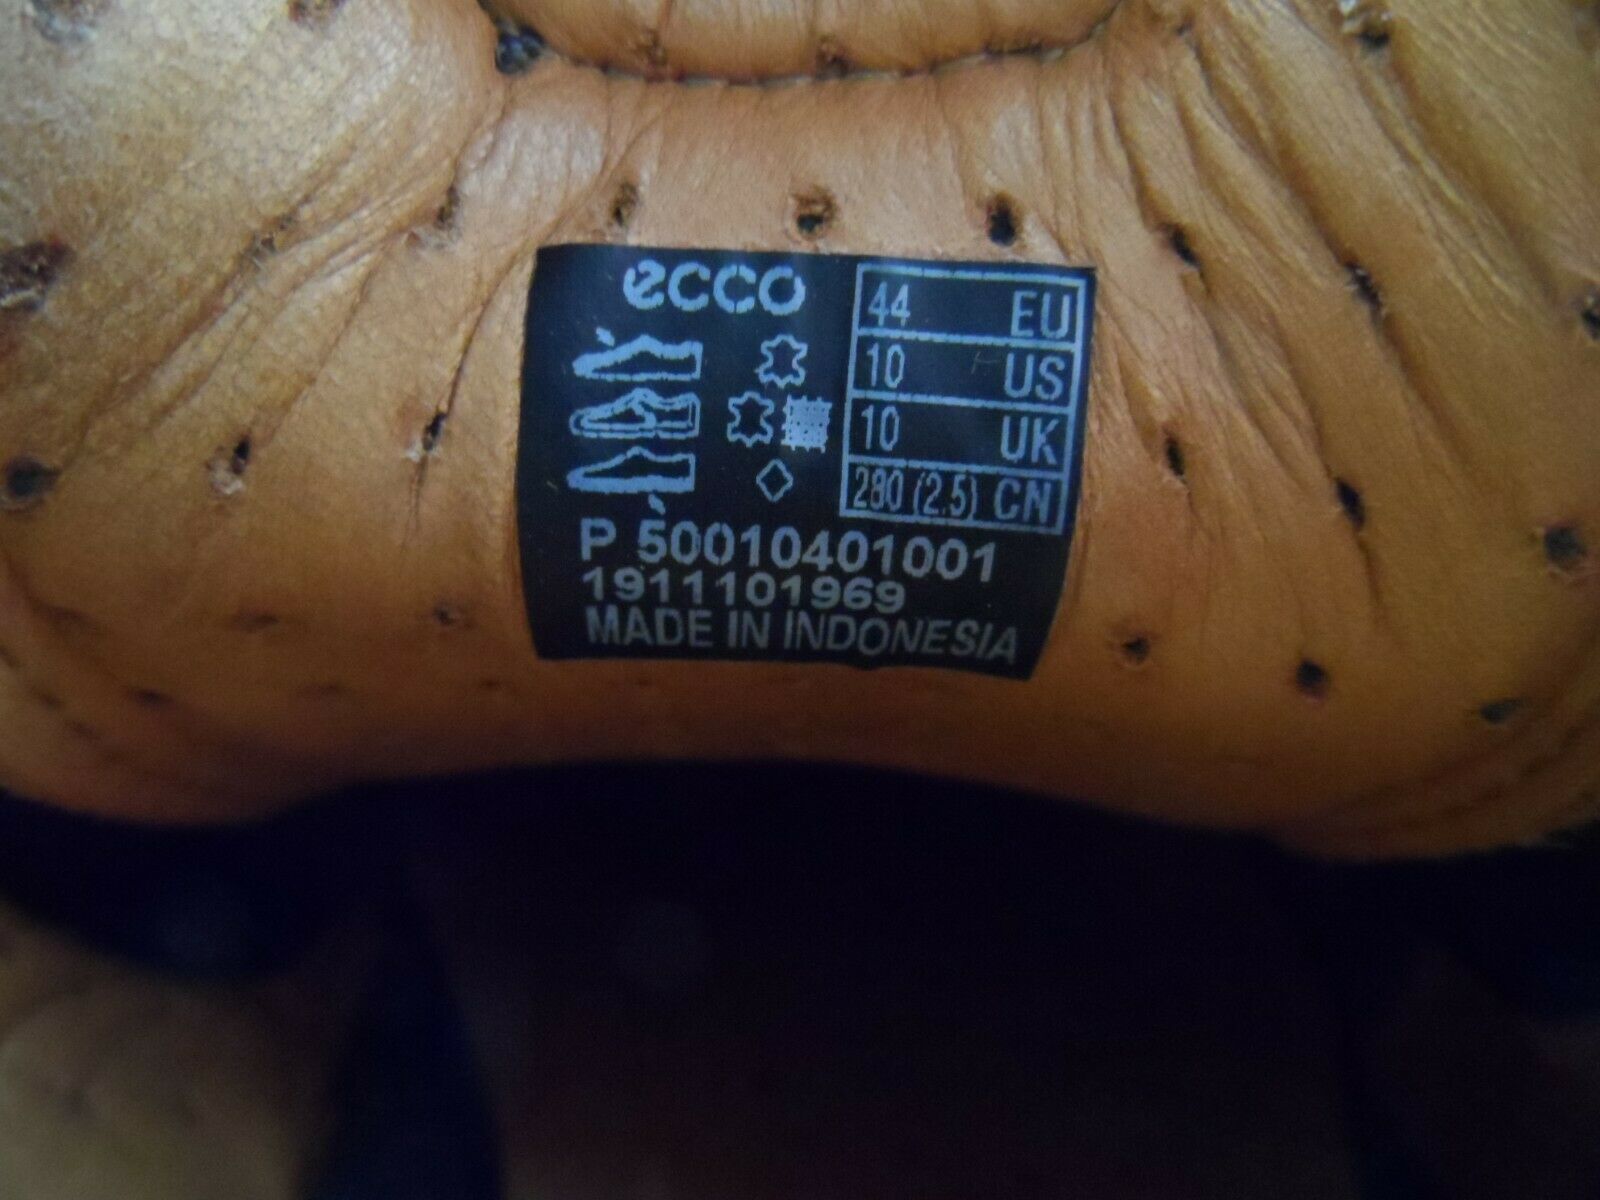 ecco
44 EU
10 US
10 UK
280 (2.5) CN
P 50010401001
1911101969
MADE IN INDONESIA